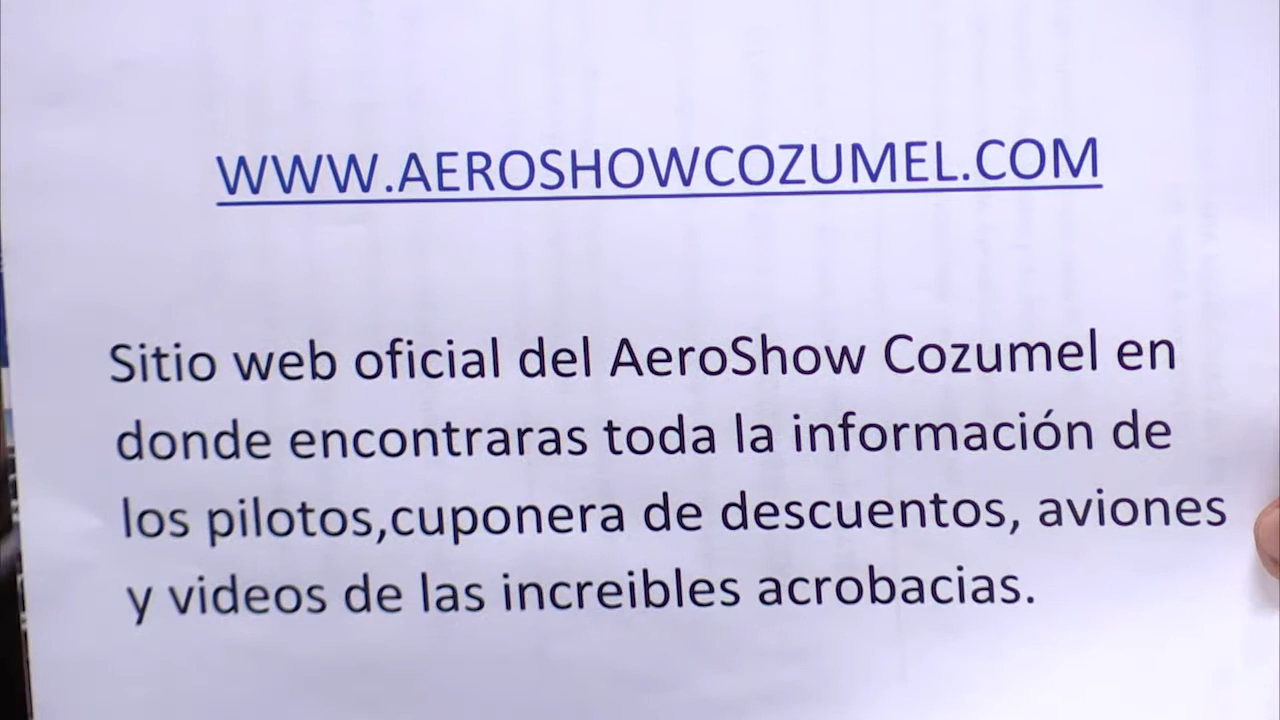 WWW.AEROSHOWCOZUMEL.COM
Sitio web oficial del AeroShow Cozumel en
donde encontraras toda la información de
los pilotos,cuponera de descuentos, aviones
y videos de las increibles acrobacias.